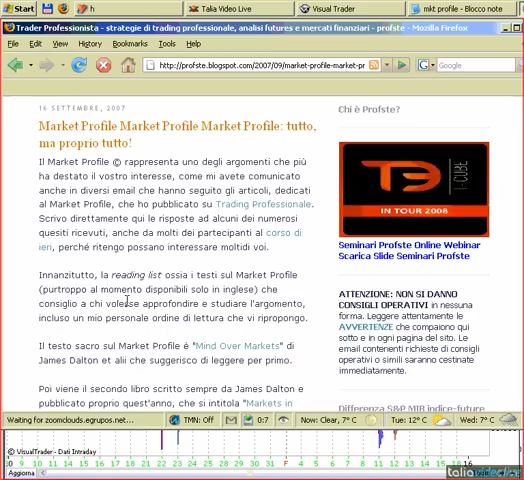 Start
h
Talia Video Live
Visual Trader
mkt profile - Blocco note
Trader Professionista - strategie di trading professionale, analisi futures e mercati finanziari - profste - Mozilla Firefox
File Edit View History Bookmarks Tools Help
http://profste.blogspot.com/2007/09/market-profile-market-pr
Google
16 SETTEMBRE, 2007
Market Profile Market Profile Market Profile: tutto,
ma proprio tutto!
Il Market Profile © rappresenta uno degli argomenti che più
ha destato il vostro interesse, come mi avete comunicato
anche in diversi email che hanno seguito gli articoli, dedicati
al Market Profile, che ho pubblicato su Trading Professionale.
Scrivo direttamente qui le risposte ad alcuni dei numerosi
quesiti ricevuti, anche da molti dei partecipanti al corso di
ieri, perché ritengo possano interessare moltidi voi.
Innanzitutto, la reading list ossia i testi sul Market Profile
(purtroppo al momento disponibili solo in inglese) che
consiglio a chi volesse approfondire e studiare l'argomento,
incluso un mio personale ordine di lettura che vi ripropongo.
Il testo sacro sul Market Profile è "Mind Over Markets" di
James Dalton et alii che suggerisco di leggere per primo.
Poi viene il secondo libro scritto sempre da James Dalton e
pubblicato proprio quest'anno, che si intitola "Markets in
Chi è Profste?
T3
T-CUBE
IN TOUR 2008
Seminari Profste Online Webinar
Scarica Slide Seminari Profste
ATTENZIONE: NON SI DANNO
CONSIGLI OPERATIVI in nessuna
forma. Leggere attentamente le
AVVERTENZE che compaiono qui
sotto e in ogni pagina del sito. Le
email contenenti richieste di consigli
operativi o simili saranno cestinate
immediatamente.
Differenza S&P MIB indice-future
Waiting for zoomclouds.egrupos.net...
TMN: Off
0:7
Now: Clear, 7° C
Tue: 12° C
Wed: 7° C
© VisualTrader - Dati Intraday
Aggiorna